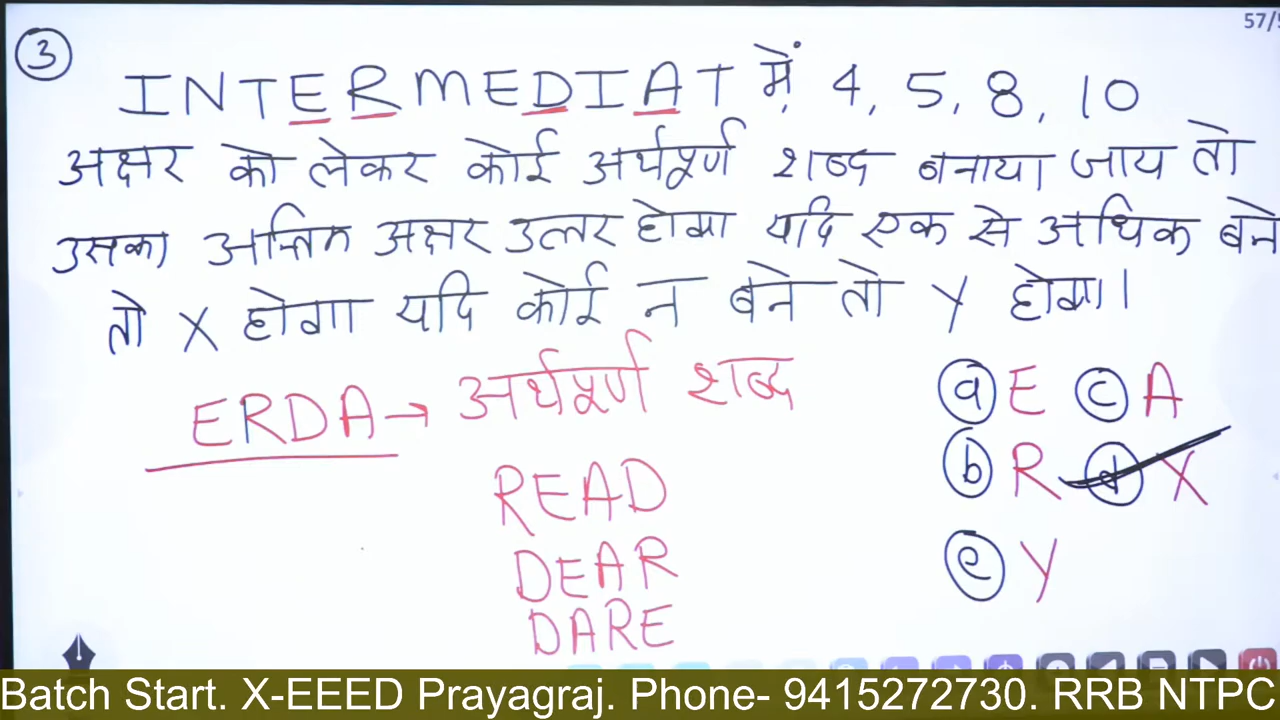 57/5
3
INTERMEDIAT में 4, 5, 8, 10
अक्षर को लेकर कोई अर्थपूर्ण शब्द बनाया जाय तो
उसका अन्तिम अक्षर उत्तर होगा यदि एक से अधिक बने
तो X होगा यदि कोई न बने तो Y होगा।
ERDA → अर्थपूर्ण शब्द
READ
DEAR
DARE
a E c A
b R d X
e Y
Batch Start. X-EEED Prayagraj. Phone- 9415272730. RRB NTPC